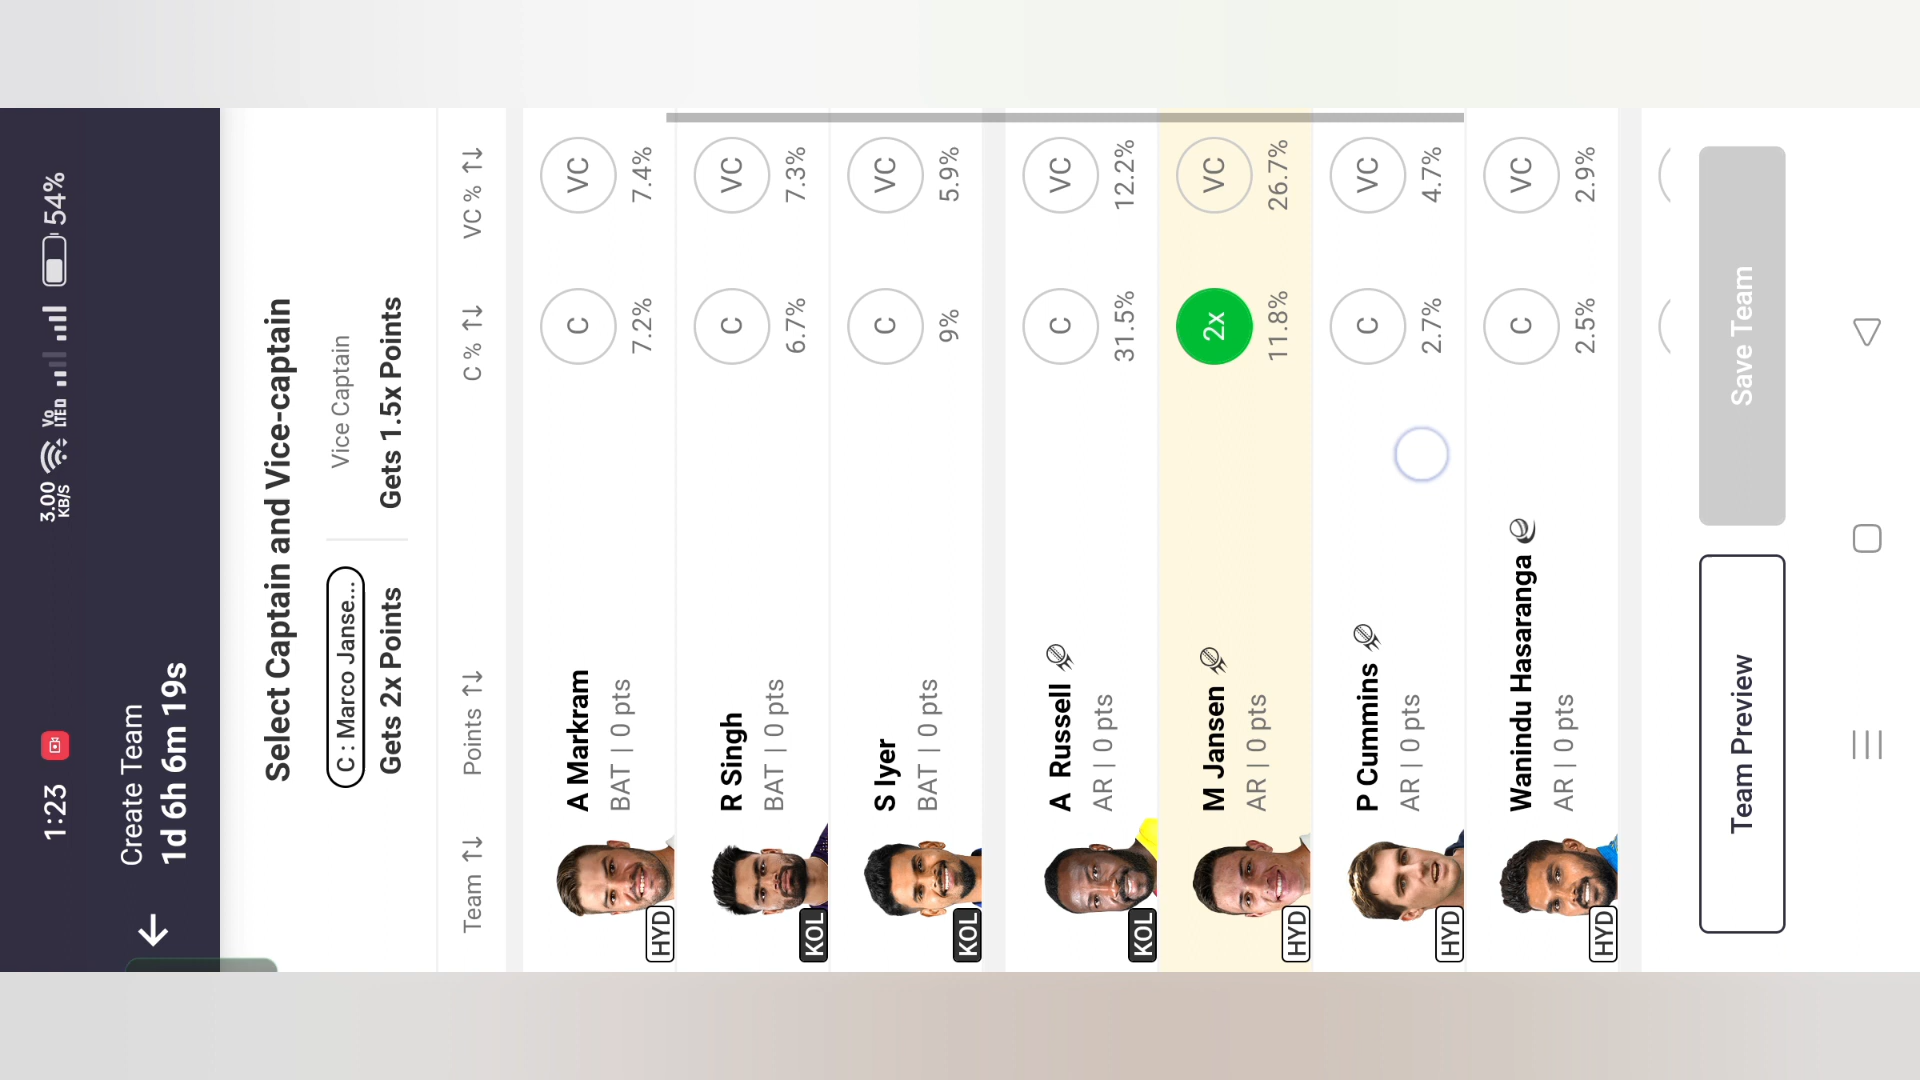 1:23
3.00 KB/S
Vo LTED
54%
Create Team
1d 6h 6m 19s
Select Captain and Vice-captain
C : Marco Janse...
Vice Captain
Gets 2x Points
Gets 1.5x Points
Team ↑↓ Points ↑↓ C % ↑↓ VC % ↑↓
A Markram
BAT | 0 pts
HYD
C
7.2%
VC
7.4%
R Singh
BAT | 0 pts
KOL
C
6.7%
VC
7.3%
S Iyer
BAT | 0 pts
KOL
C
9%
VC
5.9%
A Russell
AR | 0 pts
KOL
C
31.5%
VC
12.2%
M Jansen
AR | 0 pts
HYD
2x
11.8%
VC
26.7%
P Cummins
AR | 0 pts
HYD
C
2.7%
VC
4.7%
Wanindu Hasaranga
AR | 0 pts
HYD
C
2.5%
VC
2.9%
Team Preview
Save Team